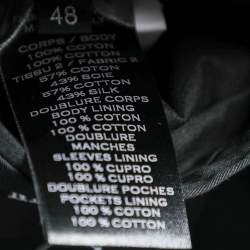 48
CORPS / BODY
100% COTON
100% COTTON
TISSU 2 / FABRIC 2
57% COTON
43% SOIE
57% COTTON
43% SILK
DOUBLURE CORPS
BODY LINING
100 % COTON
100 % COTTON
DOUBLURE
MANCHES
SLEEVES LINING
100 % CUPRO
100 % CUPRO
DOUBLURE POCHES
POCKETS LINING
100 % COTON
100 % COTTON